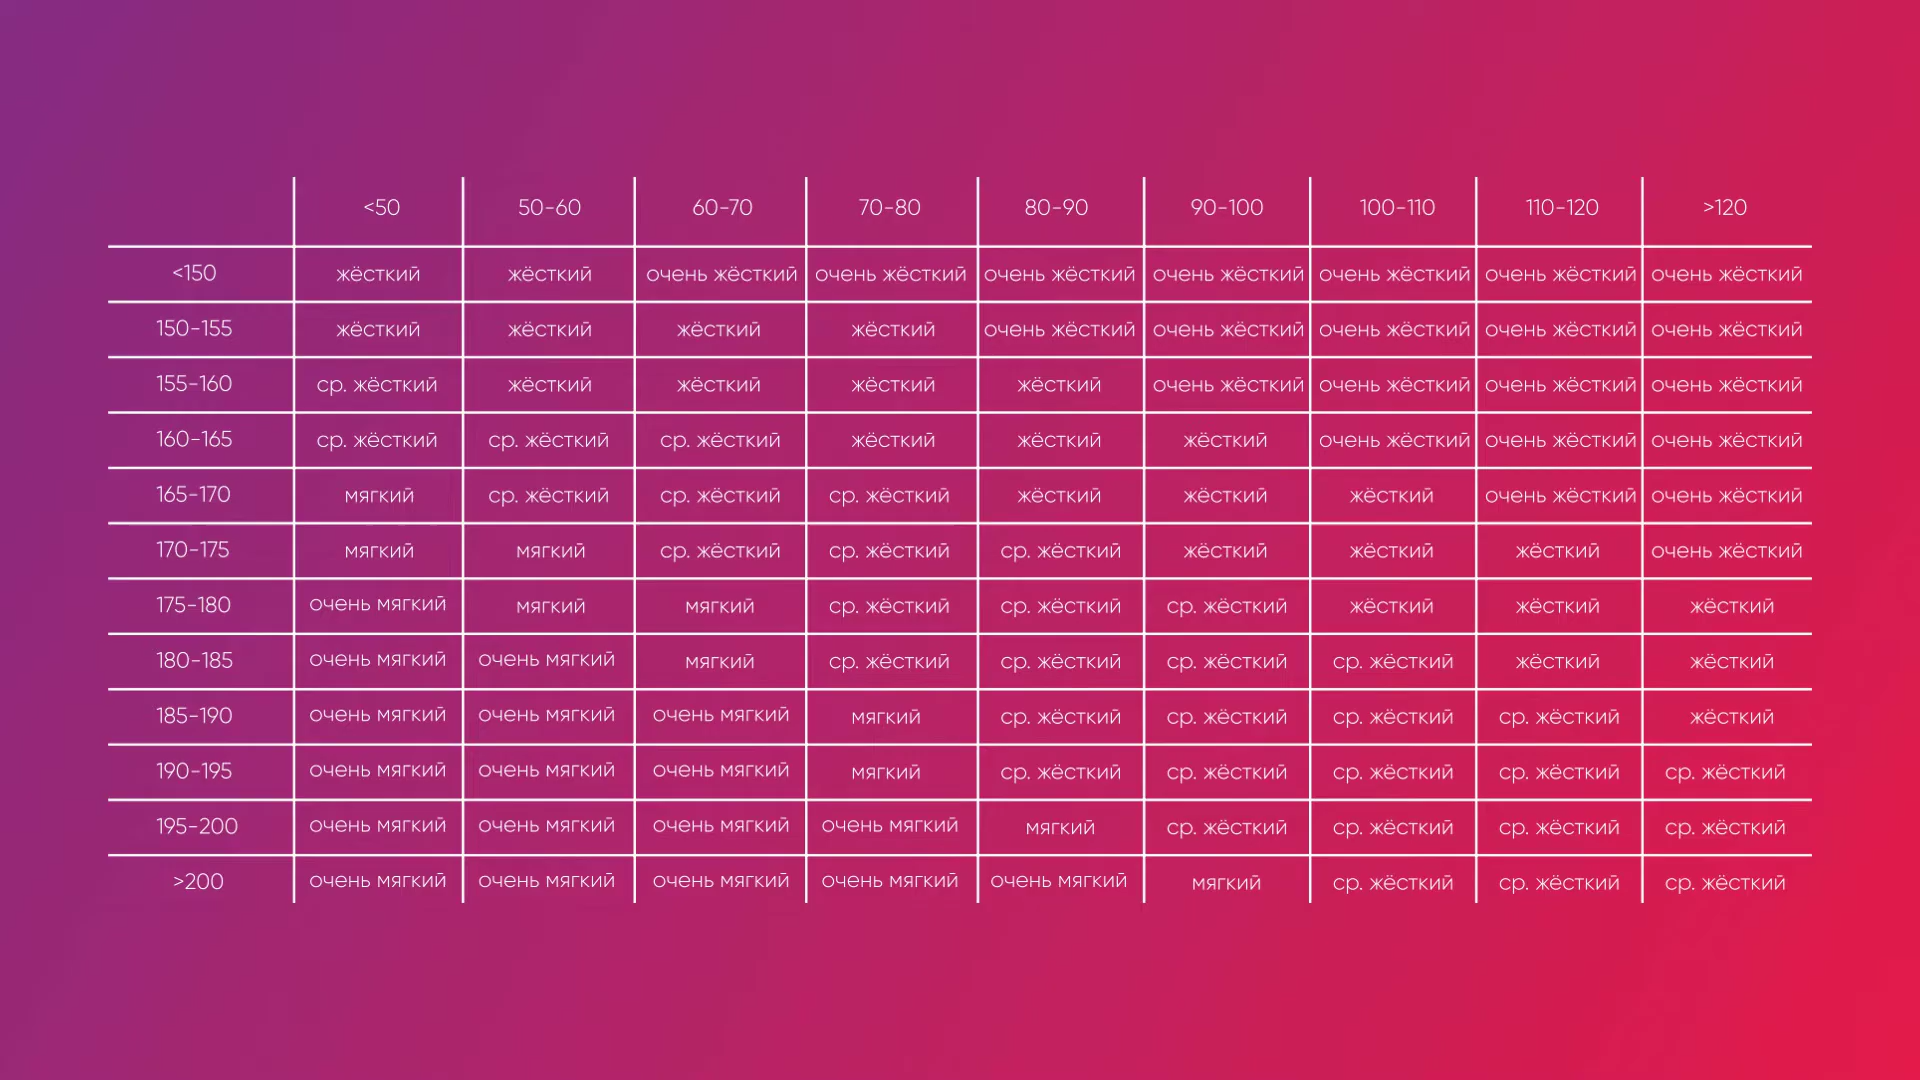 <50 50-60 60-70 70-80 80-90 90-100 100-110 110-120 >120
<150 жёсткий жёсткий очень жёсткий очень жёсткий очень жёсткий очень жёсткий очень жёсткий очень жёсткий очень жёсткий
150-155 жёсткий жёсткий жёсткий жёсткий очень жёсткий очень жёсткий очень жёсткий очень жёсткий очень жёсткий
155-160 ср. жёсткий жёсткий жёсткий жёсткий жёсткий очень жёсткий очень жёсткий очень жёсткий очень жёсткий
160-165 ср. жёсткий ср. жёсткий ср. жёсткий жёсткий жёсткий жёсткий очень жёсткий очень жёсткий очень жёсткий
165-170 мягкий ср. жёсткий ср. жёсткий ср. жёсткий жёсткий жёсткий жёсткий очень жёсткий очень жёсткий
170-175 мягкий мягкий ср. жёсткий ср. жёсткий ср. жёсткий жёсткий жёсткий жёсткий очень жёсткий
175-180 очень мягкий мягкий мягкий ср. жёсткий ср. жёсткий ср. жёсткий жёсткий жёсткий жёсткий
180-185 очень мягкий очень мягкий мягкий ср. жёсткий ср. жёсткий ср. жёсткий ср. жёсткий жёсткий жёсткий
185-190 очень мягкий очень мягкий очень мягкий мягкий ср. жёсткий ср. жёсткий ср. жёсткий ср. жёсткий жёсткий
190-195 очень мягкий очень мягкий очень мягкий мягкий ср. жёсткий ср. жёсткий ср. жёсткий ср. жёсткий ср. жёсткий
195-200 очень мягкий очень мягкий очень мягкий очень мягкий мягкий ср. жёсткий ср. жёсткий ср. жёсткий ср. жёсткий
>200 очень мягкий очень мягкий очень мягкий очень мягкий очень мягкий мягкий ср. жёсткий ср. жёсткий ср. жёсткий